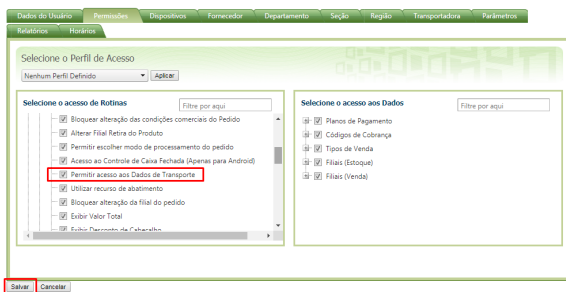 Dados do Usuário Permissões Dispositivos Fornecedor Departamento Seção Região Transportadora Parâmetros
Relatórios Horários
Selecione o Perfil de Acesso
Nenhum Perfil Definido Aplicar
Selecione o acesso de Rotinas Filtre por aqui
Bloquear alteração das condições comerciais do Pedido
Alterar Filial Retira do Produto
Permitir escolher modo de processamento do pedido
Acesso ao Controle de Caixa Fechada (Apenas para Android)
Permitir acesso aos Dados de Transporte
Utilizar recurso de abatimento
Bloquear alteração da filial do pedido
Exibir Valor Total
Exibir Desconto de Cabeçalho
Selecione o acesso aos Dados Filtre por aqui
Planos de Pagamento
Códigos de Cobrança
Tipos de Venda
Filiais (Estoque)
Filiais (Venda)
Salvar Cancelar